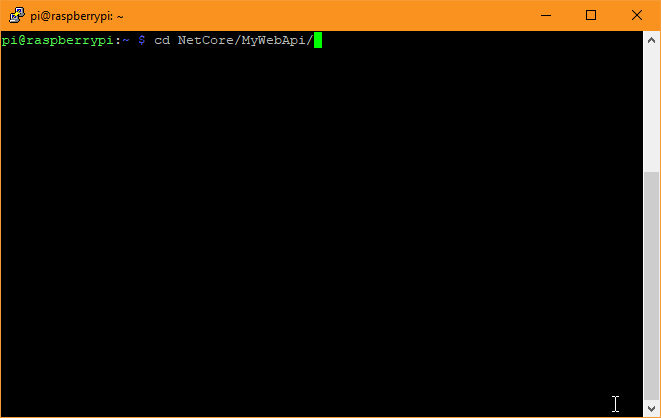 pi@raspberrypi: ~
pi@raspberrypi:~ $ cd NetCore/MyWebApi/